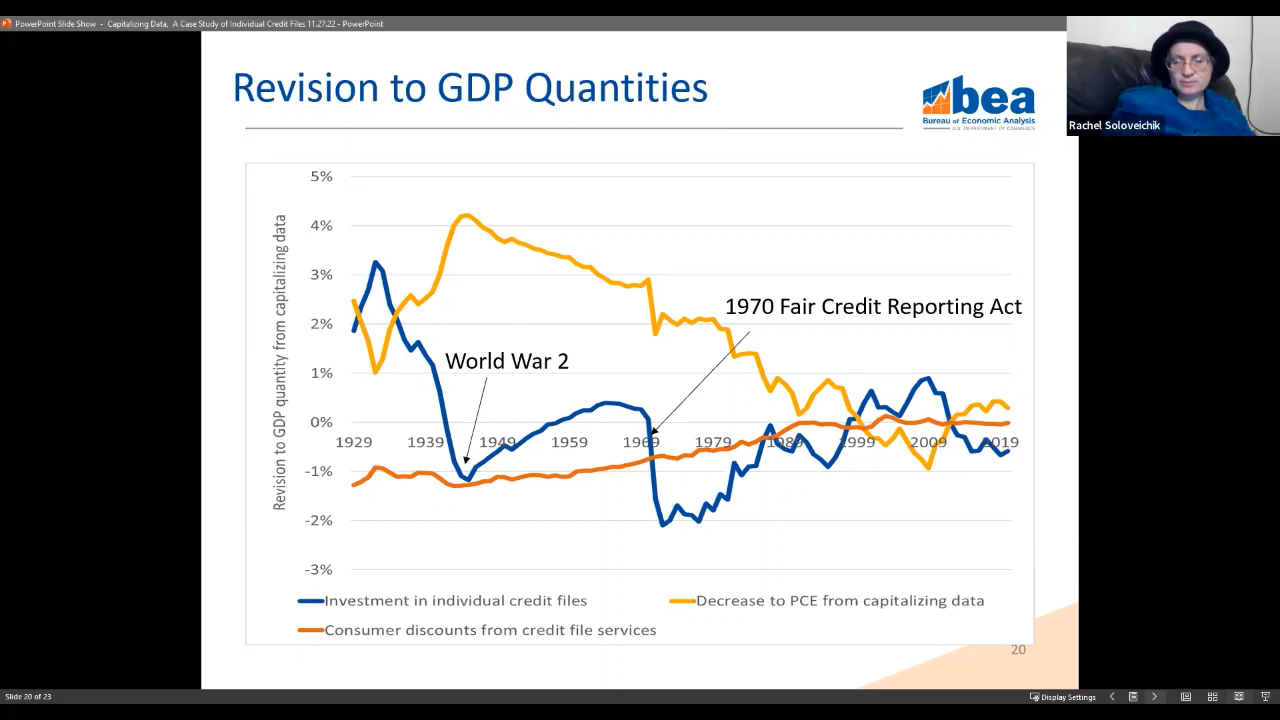 PowerPoint Slide Show - Capitalizing Data, A Case Study of Individual Credit Files 11.27.22 - PowerPoint
Rachel Soloveichik
Revision to GDP Quantities
bea
Bureau of Economic Analysis
U.S. DEPARTMENT OF COMMERCE
Revision to GDP quantity from capitalizing data
5%
4%
3%
2%
1%
0%
-1%
-2%
-3%
1970 Fair Credit Reporting Act
World War 2
1929 1939 1949 1959 1969 1979 1989 1999 2009 2019
Investment in individual credit files
Decrease to PCE from capitalizing data
Consumer discounts from credit file services
20
Slide 20 of 23
Display Settings